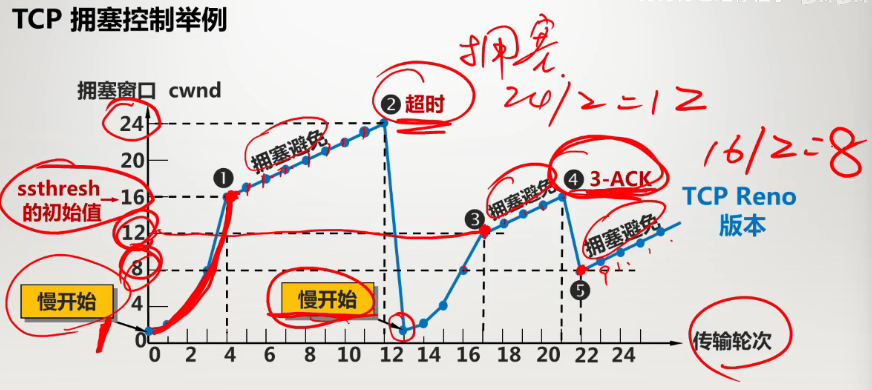 TCP 拥塞控制举例
拥塞
24/2=12
16/2=8
拥塞窗口 cwnd
24
20
16
12
8
4
0
ssthresh
的初始值
慢开始
慢开始
❶
拥塞避免
❷ 超时
❸
拥塞避免
❹ 3-ACK
拥塞避免
❺
TCP Reno
版本
0 2 4 6 8 10 12 13 14 16 17 18 20 21 22 24
传输轮次